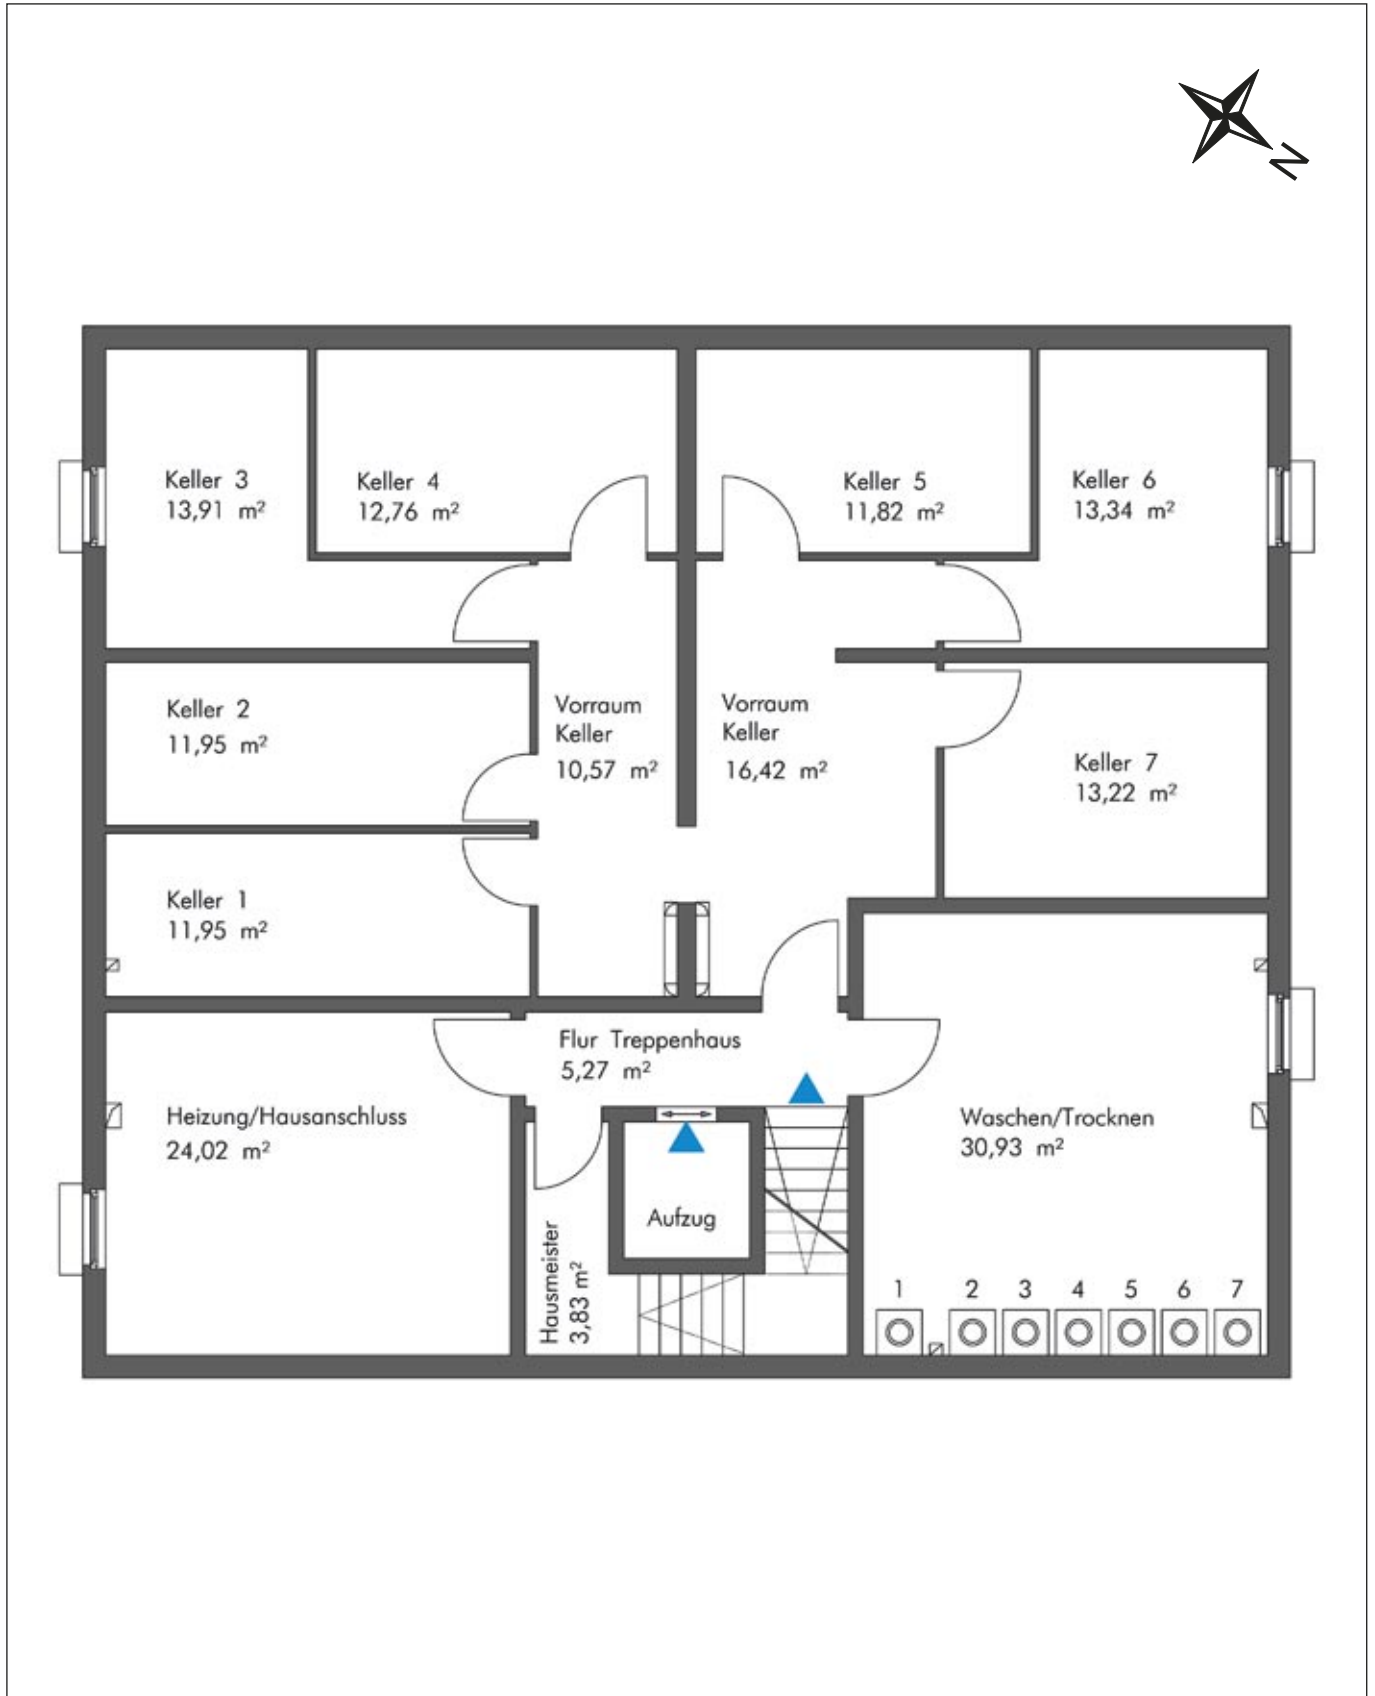 N
Keller 3
13,91 m²
Keller 4
12,76 m²
Keller 5
11,82 m²
Keller 6
13,34 m²
Keller 2
11,95 m²
Vorraum
Keller
10,57 m²
Vorraum
Keller
16,42 m²
Keller 7
13,22 m²
Keller 1
11,95 m²
Flur Treppenhaus
5,27 m²
Heizung/Hausanschluss
24,02 m²
Waschen/Trocknen
30,93 m²
Aufzug
Hausmeister
3,83 m²
1 2 3 4 5 6 7